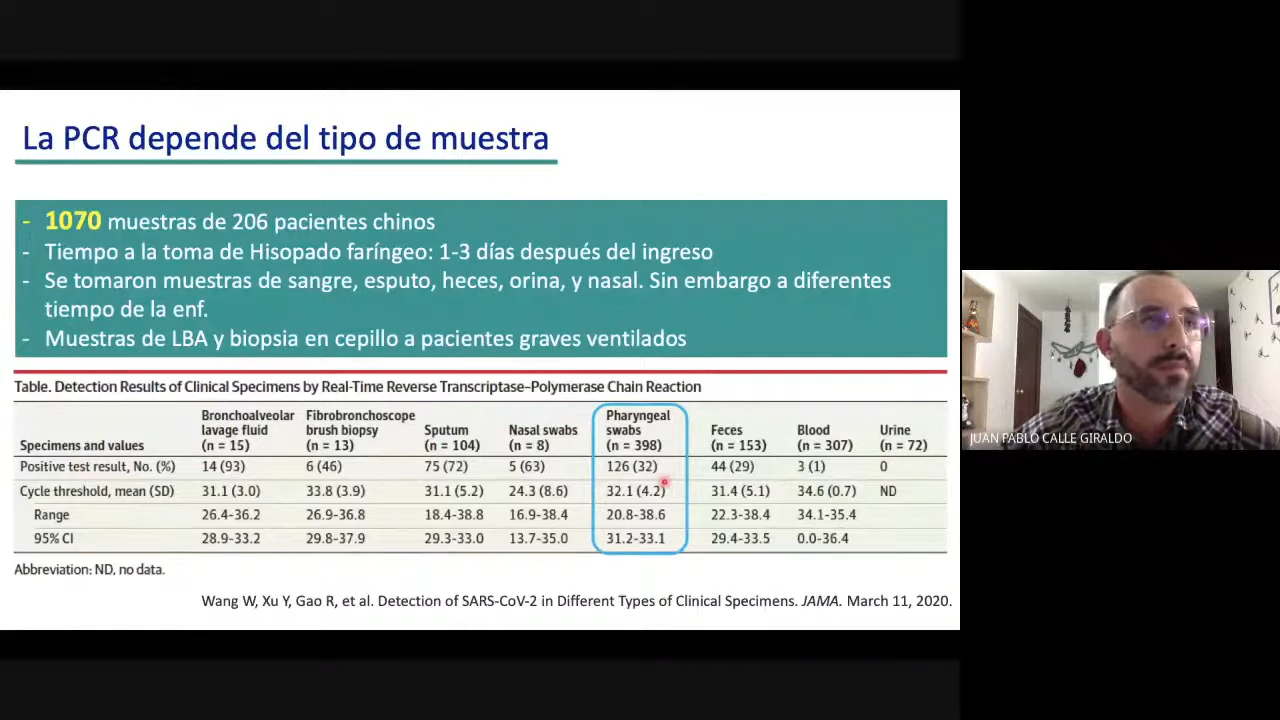 La PCR depende del tipo de muestra
- 1070 muestras de 206 pacientes chinos
- Tiempo a la toma de Hisopado faríngeo: 1-3 días después del ingreso
- Se tomaron muestras de sangre, esputo, heces, orina, y nasal. Sin embargo a diferentes
tiempo de la enf.
- Muestras de LBA y biopsia en cepillo a pacientes graves ventilados
Table. Detection Results of Clinical Specimens by Real-Time Reverse Transcriptase–Polymerase Chain Reaction
Specimens and values Bronchoalveolar lavage fluid (n = 15) Fibrobronchoscope brush biopsy (n = 13) Sputum (n = 104) Nasal swabs (n = 8) Pharyngeal swabs (n = 398) Feces (n = 153) Blood (n = 307) Urine (n = 72)
Positive test result, No. (%) 14 (93) 6 (46) 75 (72) 5 (63) 126 (32) 44 (29) 3 (1) 0
Cycle threshold, mean (SD) 31.1 (3.0) 33.8 (3.9) 31.1 (5.2) 24.3 (8.6) 32.1 (4.2) 31.4 (5.1) 34.6 (0.7) ND
Range 26.4-36.2 26.9-36.8 18.4-38.8 16.9-38.4 20.8-38.6 22.3-38.4 34.1-35.4
95% CI 28.9-33.2 29.8-37.9 29.3-33.0 13.7-35.0 31.2-33.1 29.4-33.5 0.0-36.4
Abbreviation: ND, no data.
Wang W, Xu Y, Gao R, et al. Detection of SARS-CoV-2 in Different Types of Clinical Specimens. JAMA. March 11, 2020.
JUAN PABLO CALLE GIRALDO